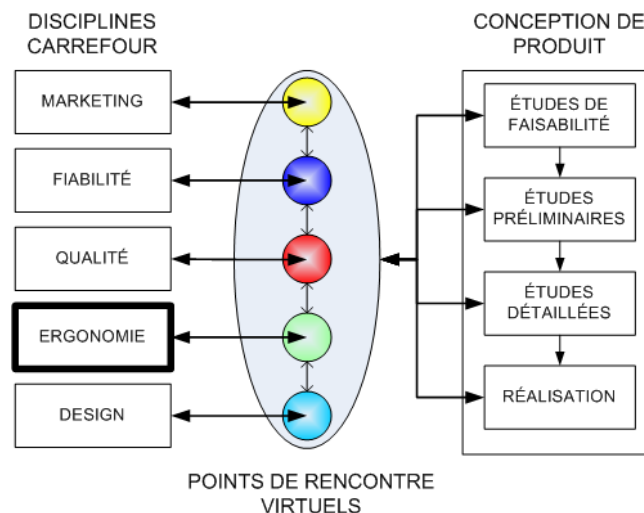 DISCIPLINES
CARREFOUR
MARKETING
FIABILITÉ
QUALITÉ
ERGONOMIE
DESIGN
POINTS DE RENCONTRE
VIRTUELS
CONCEPTION DE
PRODUIT
ÉTUDES DE
FAISABILITÉ
ÉTUDES
PRÉLIMINAIRES
ÉTUDES
DÉTAILLÉES
RÉALISATION